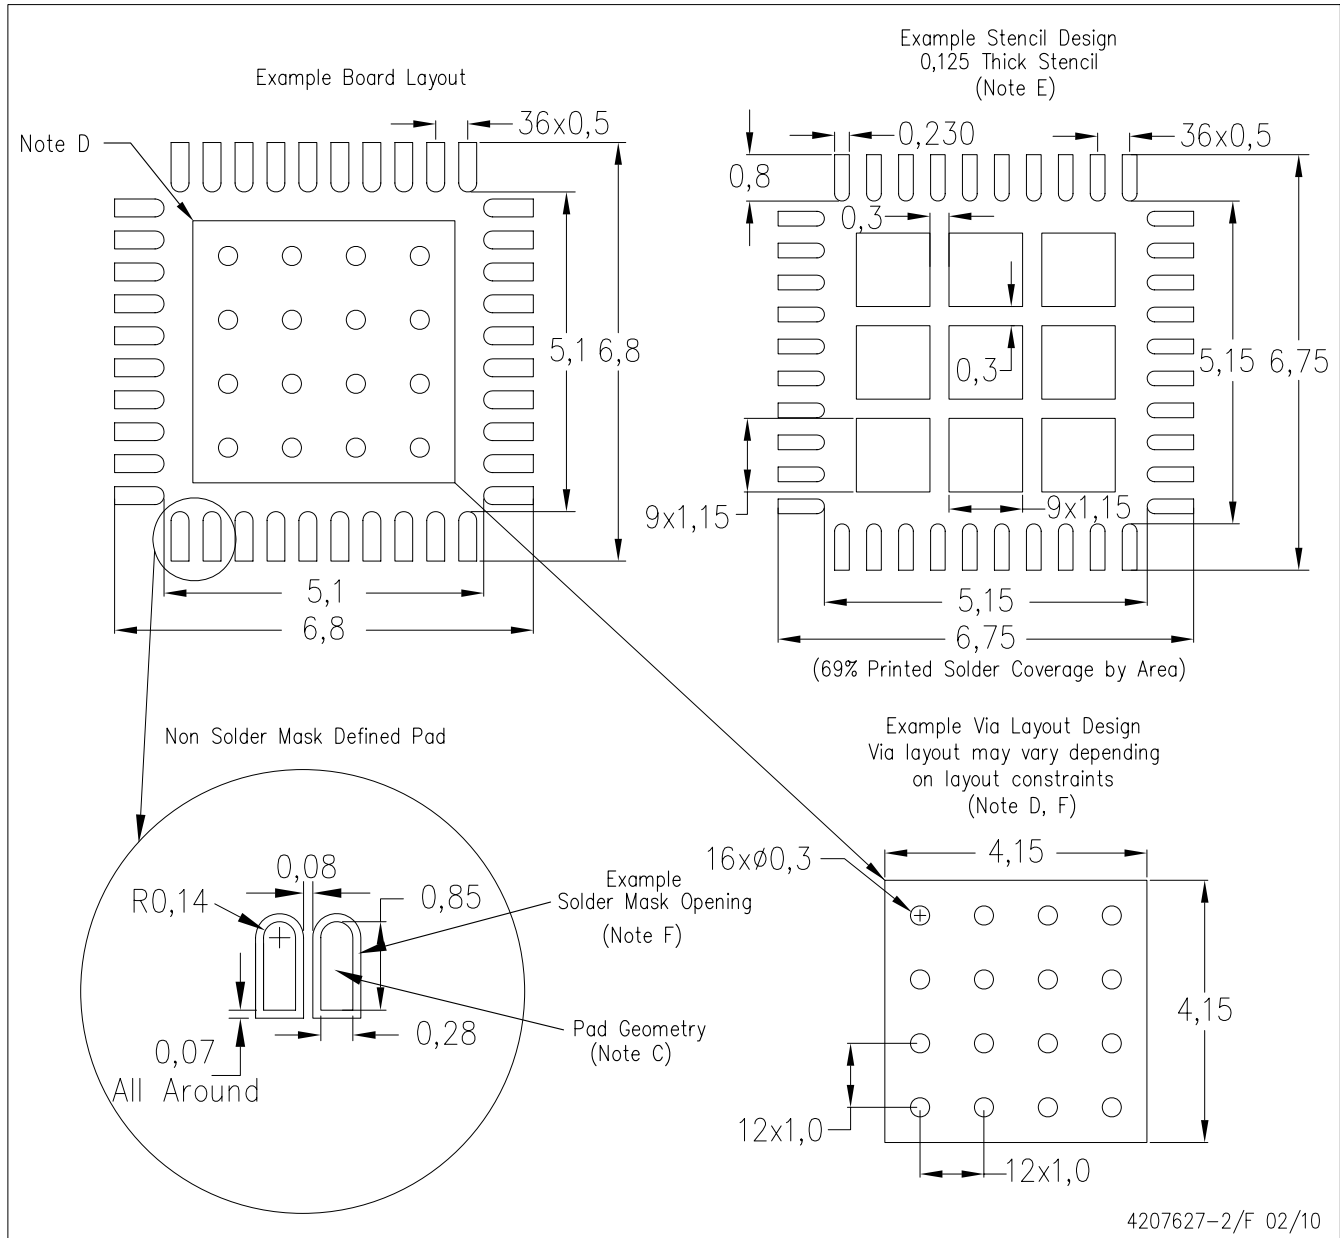 Example Board Layout
Note D
36x0,5
5,1
6,8
5,1
6,8
Example Stencil Design
0,125 Thick Stencil
(Note E)
0,230
36x0,5
0,8
0,3
0,3
5,15
6,75
9x1,15
9x1,15
5,15
6,75
(69% Printed Solder Coverage by Area)
Non Solder Mask Defined Pad
0,08
R0,14
0,85
Example
Solder Mask Opening
(Note F)
0,07
All Around
0,28
Pad Geometry
(Note C)
Example Via Layout Design
Via layout may vary depending
on layout constraints
(Note D, F)
16xø0,3
4,15
4,15
12x1,0
12x1,0
4207627-2/F 02/10